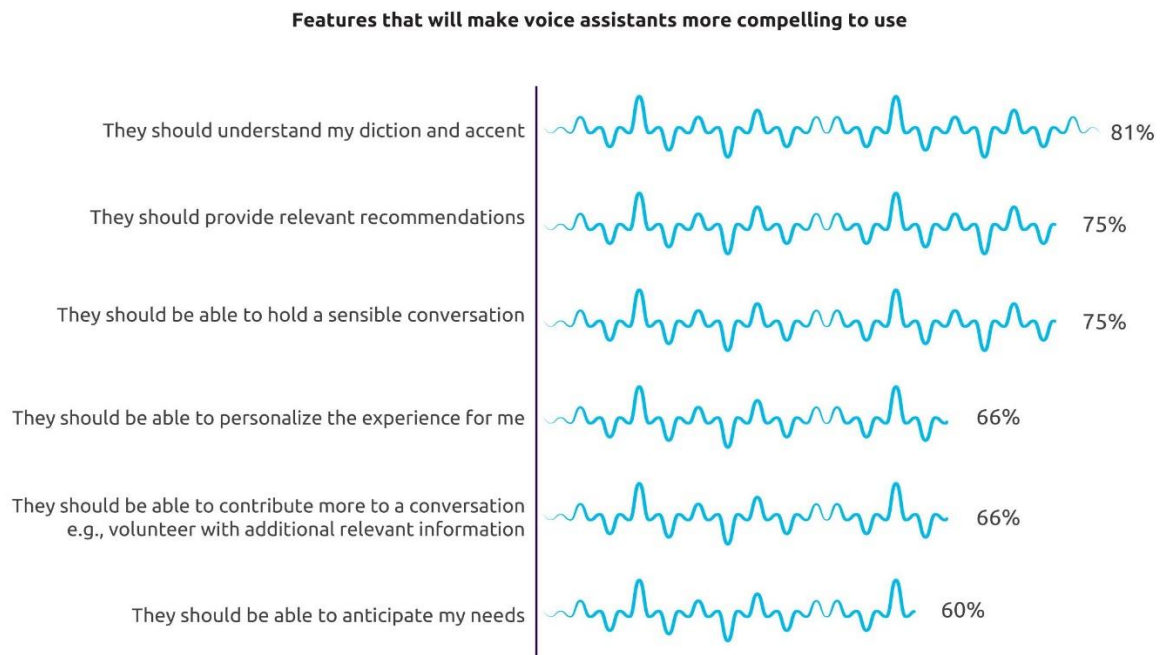 Features that will make voice assistants more compelling to use
They should understand my diction and accent
81%
They should provide relevant recommendations
75%
They should be able to hold a sensible conversation
75%
They should be able to personalize the experience for me
66%
They should be able to contribute more to a conversation
e.g., volunteer with additional relevant information
66%
They should be able to anticipate my needs
60%